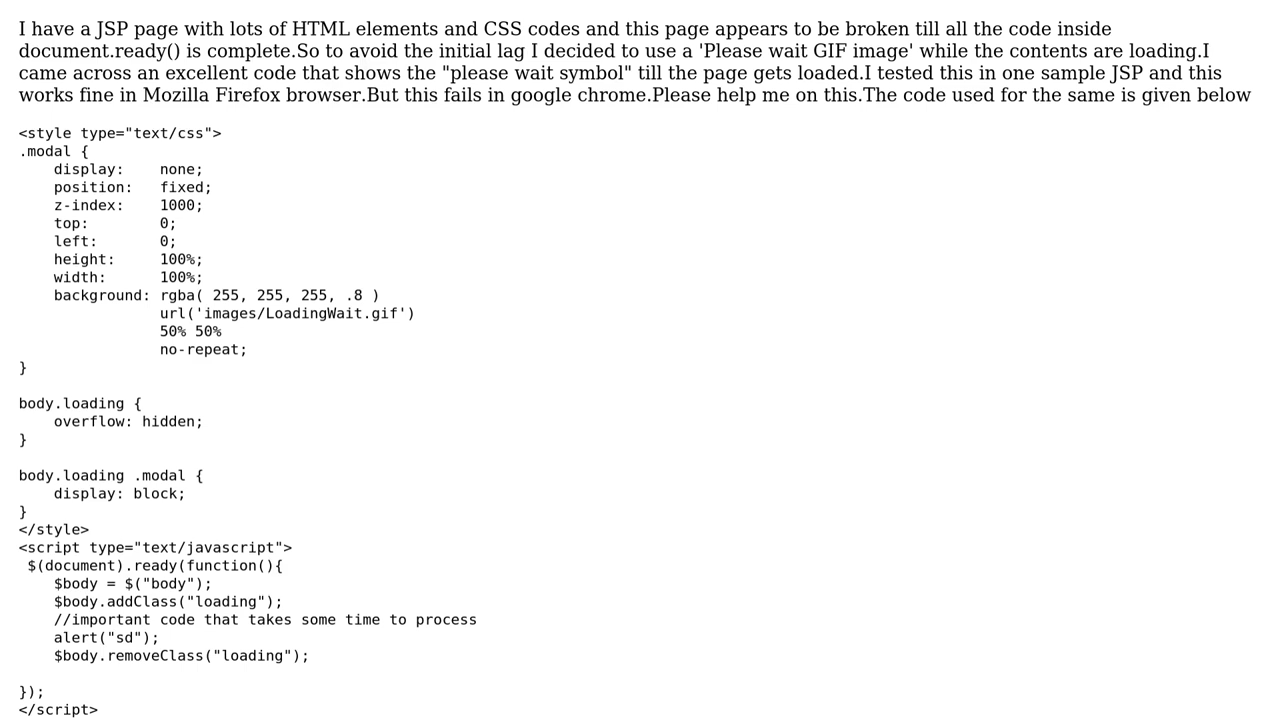 I have a JSP page with lots of HTML elements and CSS codes and this page appears to be broken till all the code inside
document.ready() is complete.So to avoid the initial lag I decided to use a 'Please wait GIF image' while the contents are loading.I
came across an excellent code that shows the "please wait symbol" till the page gets loaded.I tested this in one sample JSP and this
works fine in Mozilla Firefox browser.But this fails in google chrome.Please help me on this.The code used for the same is given below
<style type="text/css">
.modal {
    display:    none;
    position:   fixed;
    z-index:    1000;
    top:        0;
    left:       0;
    height:     100%;
    width:      100%;
    background: rgba( 255, 255, 255, .8 )
                url('images/LoadingWait.gif')
                50% 50%
                no-repeat;
}
body.loading {
    overflow: hidden;
}
body.loading .modal {
    display: block;
}
</style>
<script type="text/javascript">
 $(document).ready(function(){
    $body = $("body");
    $body.addClass("loading");
    //important code that takes some time to process
    alert("sd");
    $body.removeClass("loading");
});
</script>